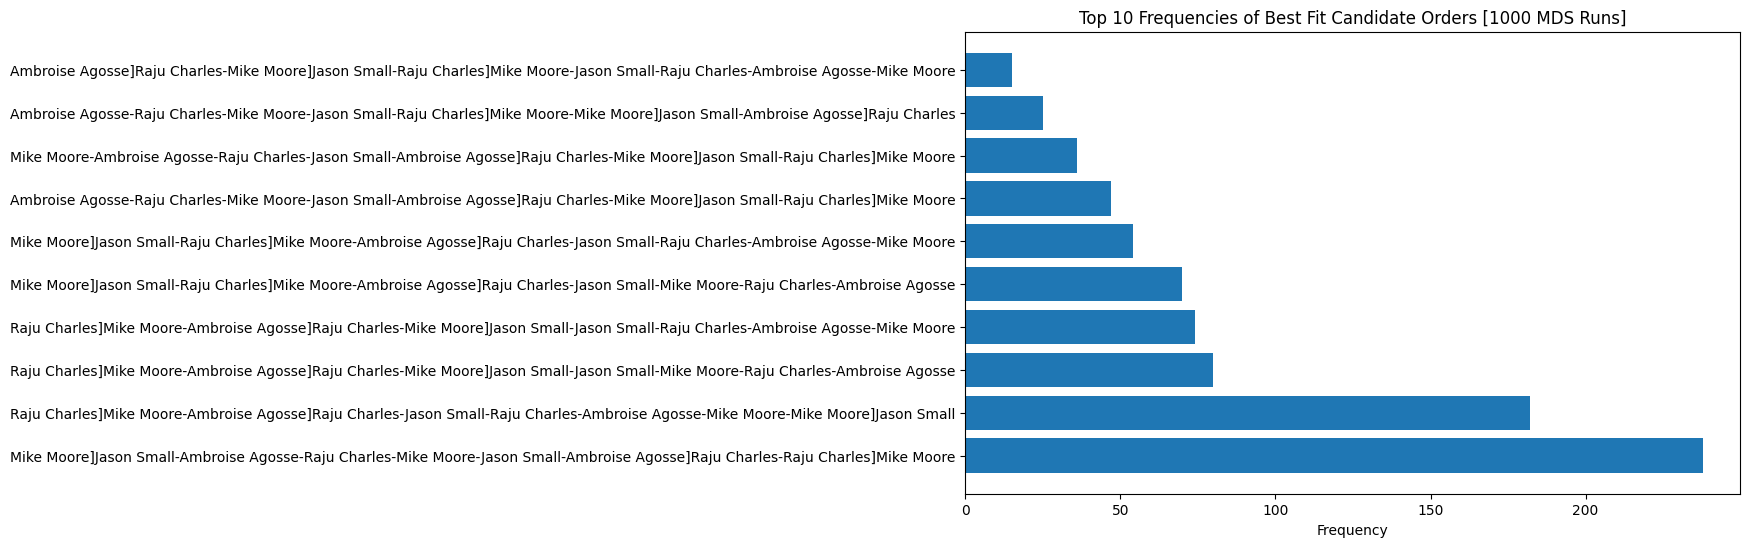 Top 10 Frequencies of Best Fit Candidate Orders [1000 MDS Runs]
Ambroise Agosse]Raju Charles-Mike Moore]Jason Small-Raju Charles]Mike Moore-Jason Small-Raju Charles-Ambroise Agosse-Mike Moore
Ambroise Agosse-Raju Charles-Mike Moore-Jason Small-Raju Charles]Mike Moore-Mike Moore]Jason Small-Ambroise Agosse]Raju Charles
Mike Moore-Ambroise Agosse-Raju Charles-Jason Small-Ambroise Agosse]Raju Charles-Mike Moore]Jason Small-Raju Charles]Mike Moore
Ambroise Agosse-Raju Charles-Mike Moore-Jason Small-Ambroise Agosse]Raju Charles-Mike Moore]Jason Small-Raju Charles]Mike Moore
Mike Moore]Jason Small-Raju Charles]Mike Moore-Ambroise Agosse]Raju Charles-Jason Small-Raju Charles-Ambroise Agosse-Mike Moore
Mike Moore]Jason Small-Raju Charles]Mike Moore-Ambroise Agosse]Raju Charles-Jason Small-Mike Moore-Raju Charles-Ambroise Agosse
Raju Charles]Mike Moore-Ambroise Agosse]Raju Charles-Mike Moore]Jason Small-Jason Small-Raju Charles-Ambroise Agosse-Mike Moore
Raju Charles]Mike Moore-Ambroise Agosse]Raju Charles-Mike Moore]Jason Small-Jason Small-Mike Moore-Raju Charles-Ambroise Agosse
Raju Charles]Mike Moore-Ambroise Agosse]Raju Charles-Jason Small-Raju Charles-Ambroise Agosse-Mike Moore-Mike Moore]Jason Small
Mike Moore]Jason Small-Ambroise Agosse-Raju Charles-Mike Moore-Jason Small-Ambroise Agosse]Raju Charles-Raju Charles]Mike Moore
0 50 100 150 200
Frequency